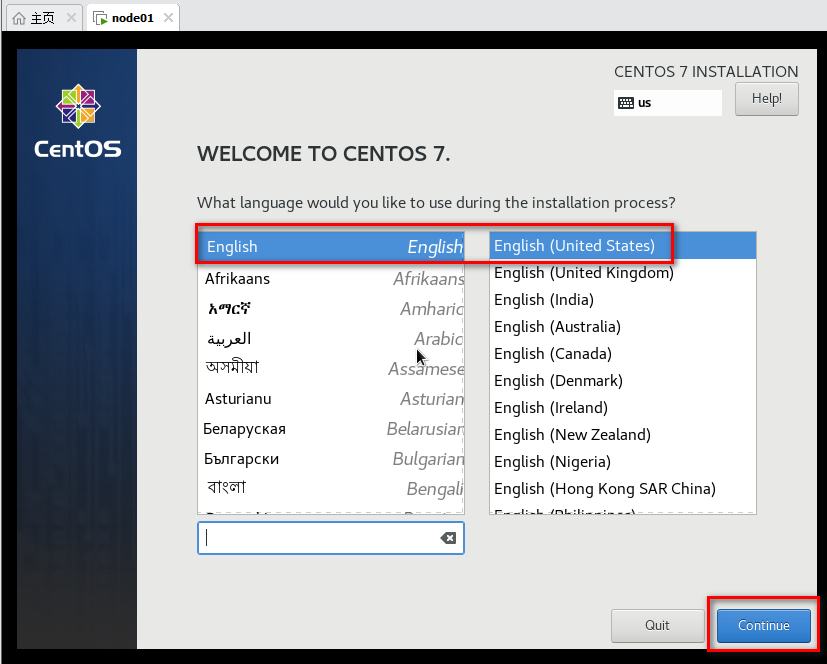 主页
node01
CentOS
CENTOS 7 INSTALLATION
us
Help!
WELCOME TO CENTOS 7.
What language would you like to use during the installation process?
English English
Afrikaans Afrikaans
አማርኛ Amharic
العربية Arabic
অসমীয়া Assamese
Asturianu Asturian
Беларуская Belarusian
Български Bulgarian
বাংলা Bengali
English (United States)
English (United Kingdom)
English (India)
English (Australia)
English (Canada)
English (Denmark)
English (Ireland)
English (New Zealand)
English (Nigeria)
English (Hong Kong SAR China)
English (Philippines)
Quit
Continue